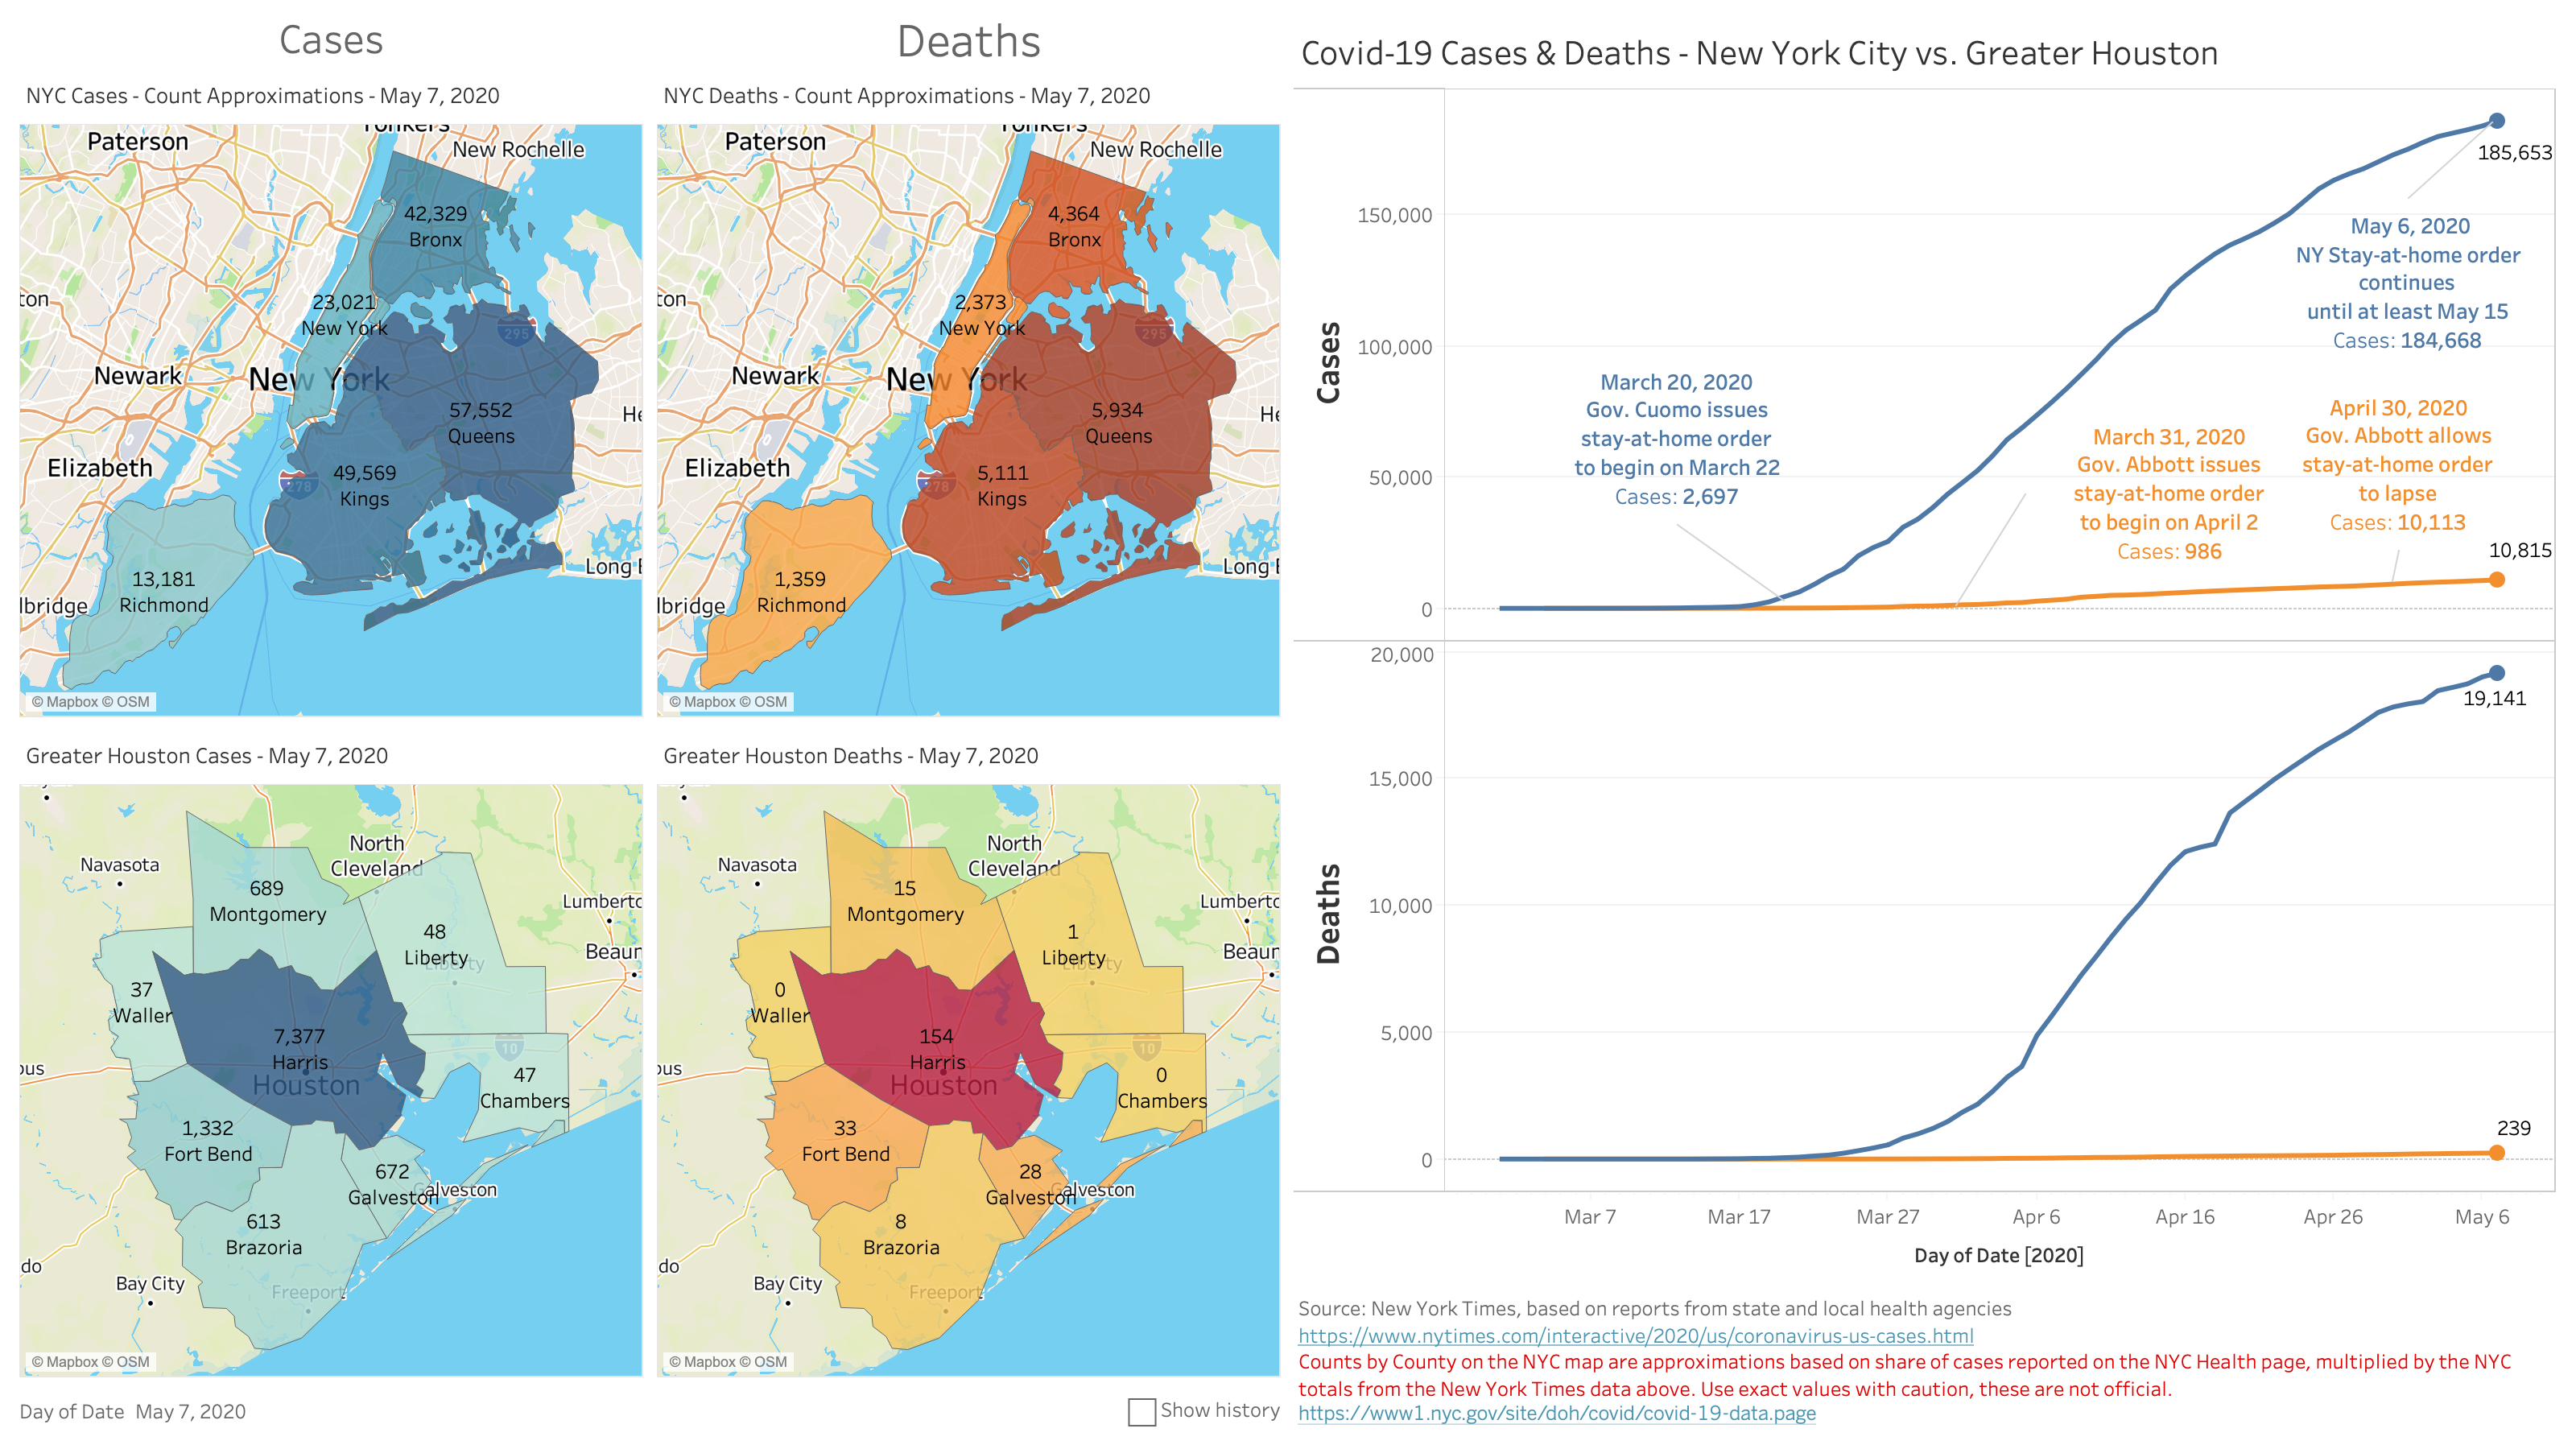 Cases
Deaths
NYC Cases - Count Approximations - May 7, 2020
Paterson
Yonkers
New Rochelle
42,329
Bronx
23,021
New York
295
Newark
New York
57,552
Queens
Elizabeth
278
49,569
Kings
13,181
Richmond
© Mapbox © OSM
NYC Deaths - Count Approximations - May 7, 2020
Paterson
Yonkers
New Rochelle
4,364
Bronx
2,373
New York
295
Newark
New York
5,934
Queens
Elizabeth
278
5,111
Kings
1,359
Richmond
© Mapbox © OSM
Greater Houston Cases - May 7, 2020
North
Cleveland
Navasota
689
Montgomery
48
Liberty
Liberty
37
Waller
7,377
Harris
Houston
10
47
Chambers
1,332
Fort Bend
672
Galveston
Galveston
613
Brazoria
Bay City
Freeport
© Mapbox © OSM
Greater Houston Deaths - May 7, 2020
North
Cleveland
Navasota
15
Montgomery
1
Liberty
Liberty
0
Waller
154
Harris
Houston
10
0
Chambers
33
Fort Bend
28
Galveston
Galveston
8
Brazoria
Bay City
Freeport
© Mapbox © OSM
Day of Date May 7, 2020
Show history
Covid-19 Cases & Deaths - New York City vs. Greater Houston
Cases
150,000
100,000
50,000
0
185,653
May 6, 2020
NY Stay-at-home order
continues
until at least May 15
Cases: 184,668
March 20, 2020
Gov. Cuomo issues
stay-at-home order
to begin on March 22
Cases: 2,697
March 31, 2020
Gov. Abbott issues
stay-at-home order
to begin on April 2
Cases: 986
April 30, 2020
Gov. Abbott allows
stay-at-home order
to lapse
Cases: 10,113
10,815
Deaths
20,000
15,000
10,000
5,000
0
19,141
239
Mar 7
Mar 17
Mar 27
Apr 6
Apr 16
Apr 26
May 6
Day of Date [2020]
Source: New York Times, based on reports from state and local health agencies
https://www.nytimes.com/interactive/2020/us/coronavirus-us-cases.html
Counts by County on the NYC map are approximations based on share of cases reported on the NYC Health page, multiplied by the NYC
totals from the New York Times data above. Use exact values with caution, these are not official.
https://www1.nyc.gov/site/doh/covid/covid-19-data.page